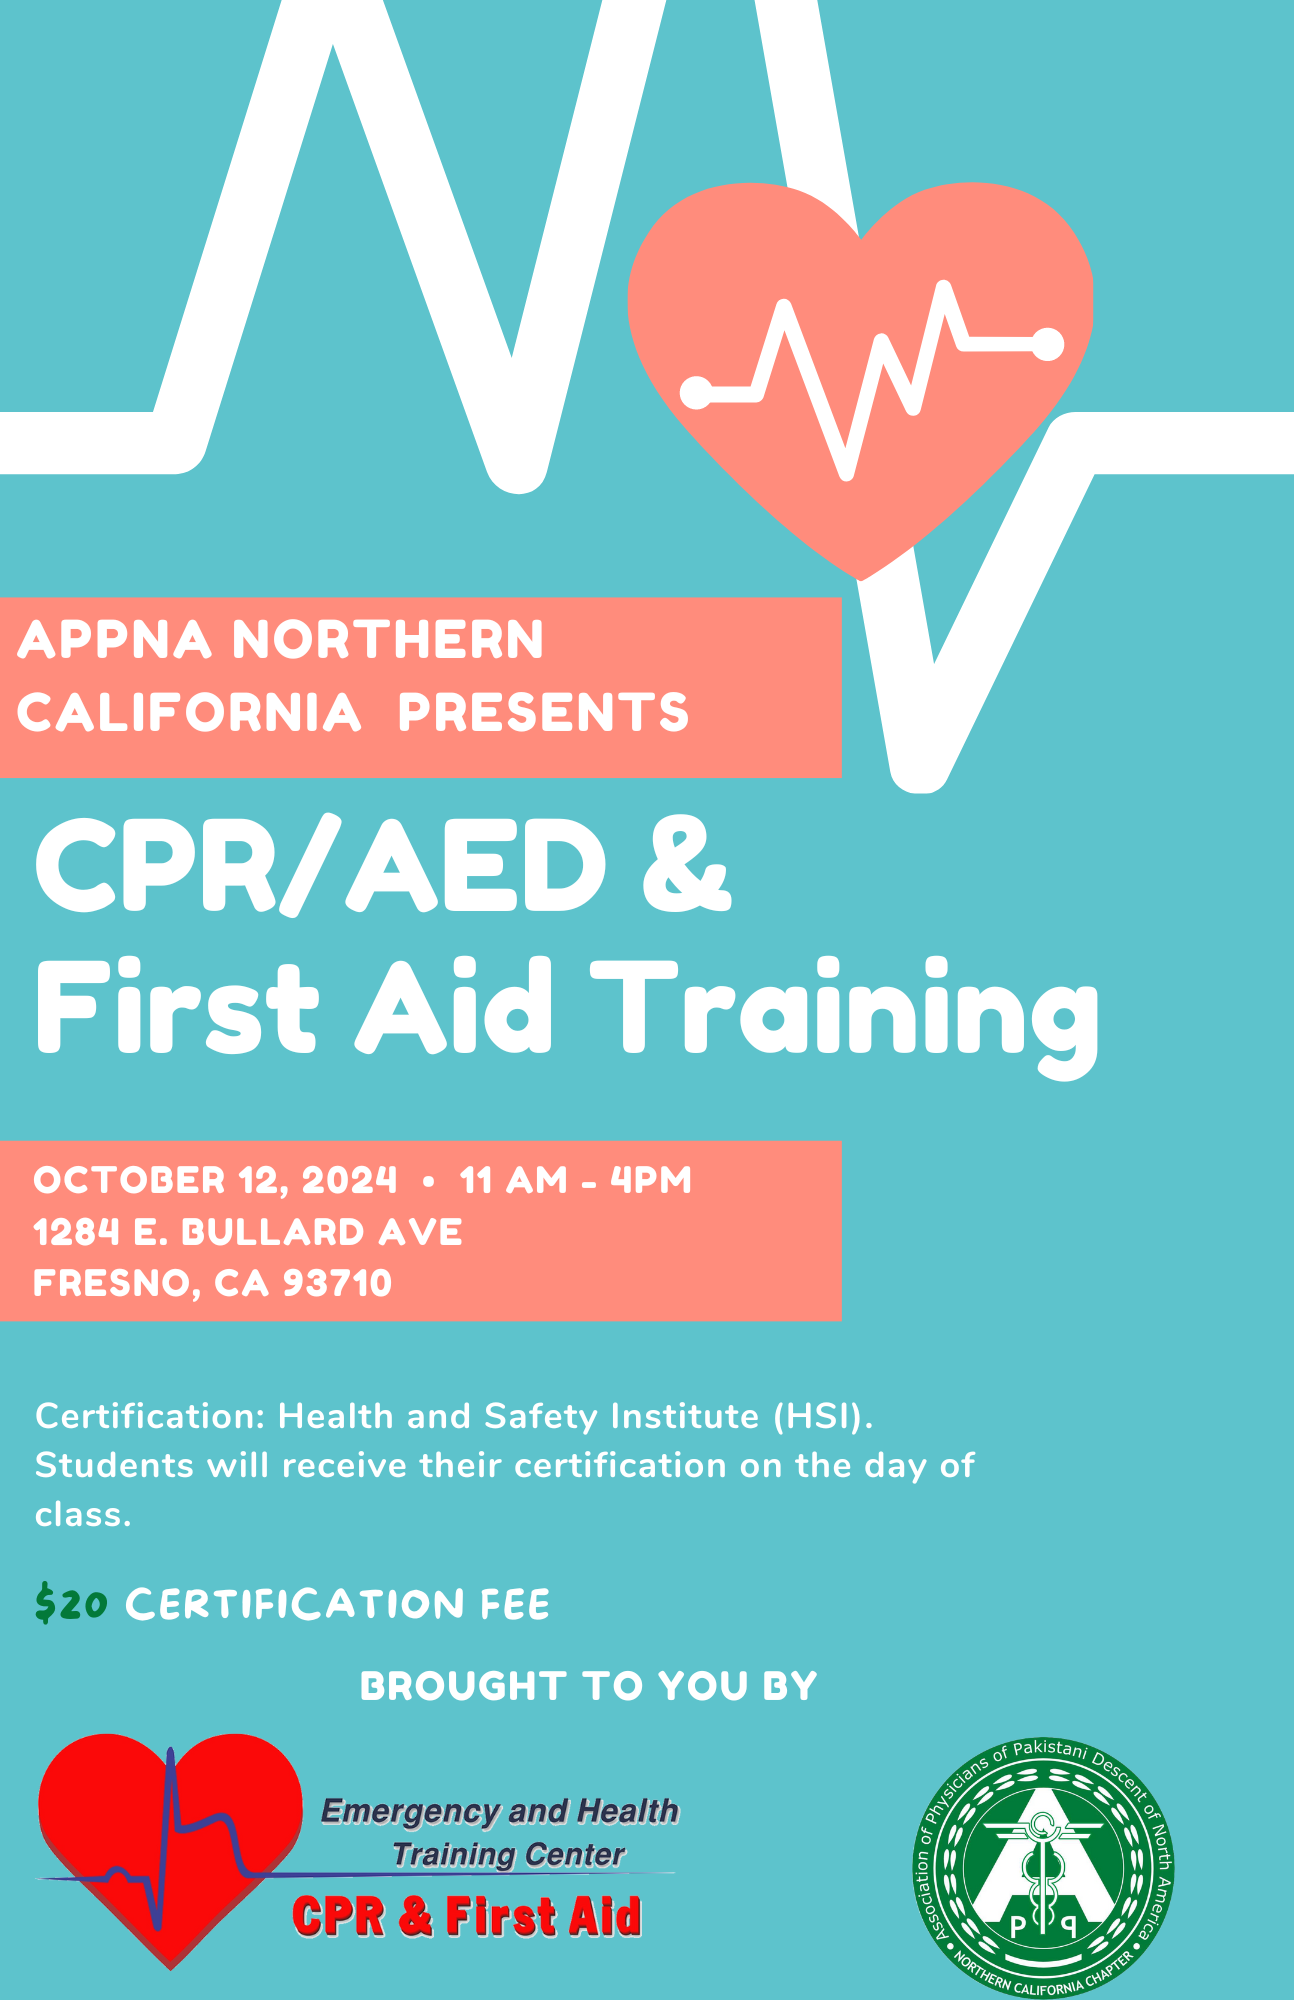 APPNA NORTHERN
CALIFORNIA PRESENTS
CPR/AED &
First Aid Training
OCTOBER 12, 2024 • 11 AM - 4PM
1284 E. BULLARD AVE
FRESNO, CA 93710
Certification: Health and Safety Institute (HSI).
Students will receive their certification on the day of
class.
$20 CERTIFICATION FEE
BROUGHT TO YOU BY
Emergency and Health
Training Center
CPR & First Aid
Association of Physicians of Pakistani Descent of North America
P P
• NORTHERN CALIFORNIA CHAPTER •